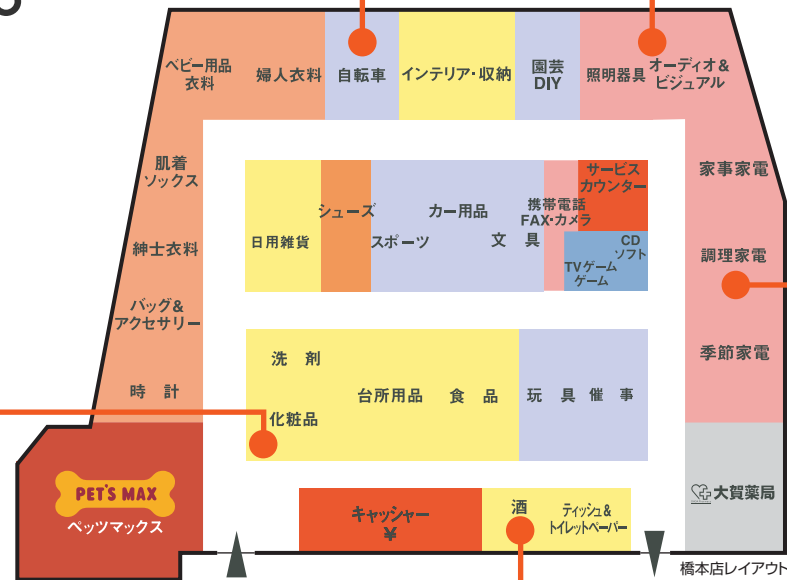 ベビー用品
衣料
婦人衣料
自転車
インテリア・収納
園芸
DIY
照明器具
オーディオ&
ビジュアル
肌着
ソックス
紳士衣料
バッグ&
アクセサリー
時 計
家事家電
調理家電
季節家電
日用雑貨
シューズ
スポーツ
カー用品
文 具
携帯電話
FAX・カメラ
サービス
カウンター
CD
ソフト
TVゲーム
ゲーム
洗 剤
化粧品
台所用品
食 品
玩 具
催 事
PET'S MAX
ペッツマックス
キャッシャー
¥
酒
ティッシュ&
トイレットペーパー
大賀薬局
橋本店レイアウト